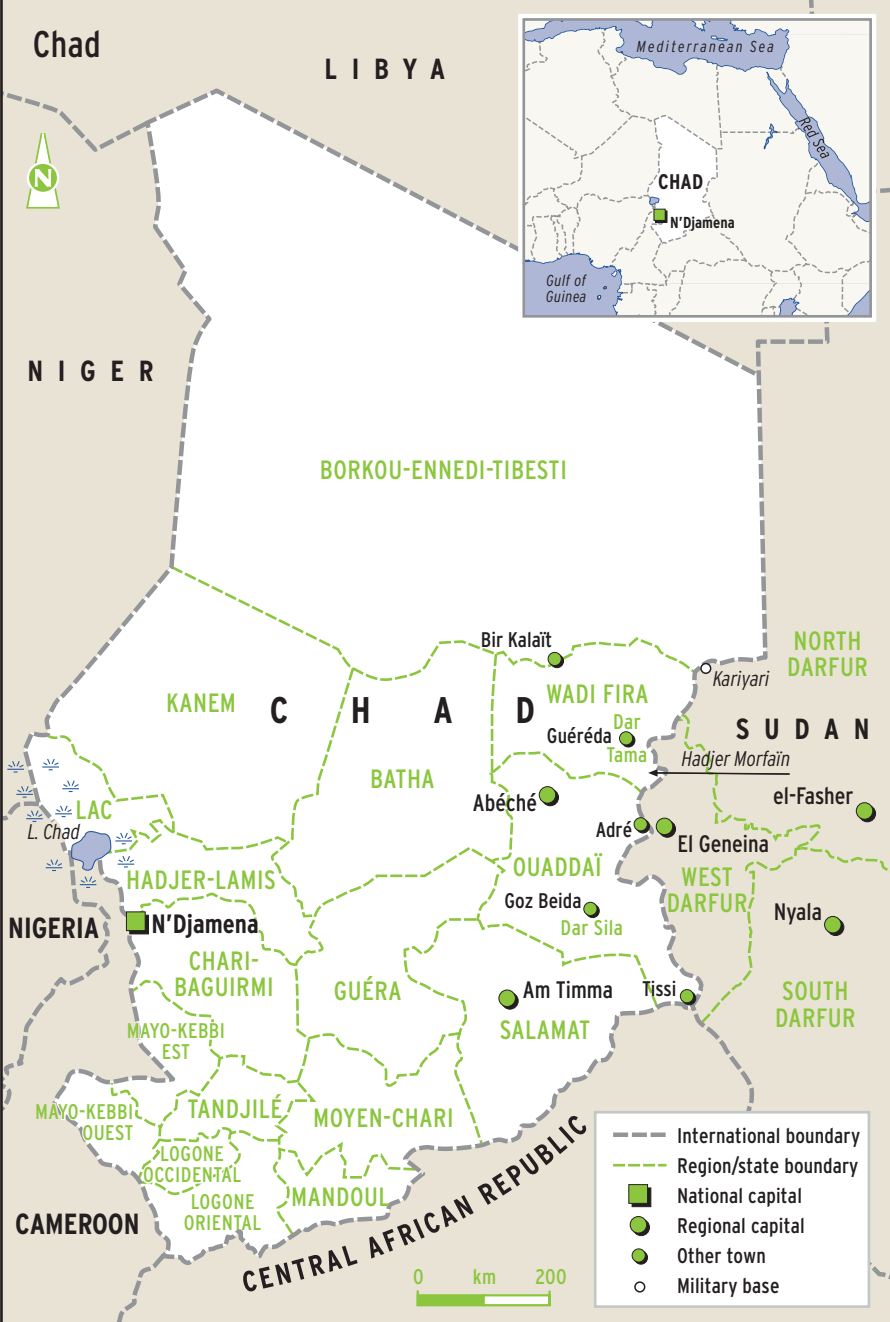 Chad
LIBYA
Mediterranean Sea
Red Sea
CHAD
N'Djamena
Gulf of
Guinea
N
NIGER
BORKOU-ENNEDI-TIBESTI
Bir Kalaït
NORTH
DARFUR
Kariyari
KANEM
WADI FIRA
CHAD
Dar
Tama
Guéréda
SUDAN
Hadjer Morfaïn
BATHA
Abéché
el-Fasher
LAC
L. Chad
Adré
El Geneina
OUADDAÏ
HADJER-LAMIS
WEST
DARFUR
Goz Beida
Dar Sila
Nyala
NIGERIA
N'Djamena
CHARI-
BAGUIRMI
GUÉRA
Am Timma
Tissi
SOUTH
DARFUR
SALAMAT
MAYO-KEBBI
EST
MAYO-KEBBI
OUEST
TANDJILÉ
MOYEN-CHARI
LOGONE
OCCIDENTAL
LOGONE
ORIENTAL
MANDOUL
CAMEROON
CENTRAL AFRICAN REPUBLIC
0 km 200
International boundary
Region/state boundary
National capital
Regional capital
Other town
Military base